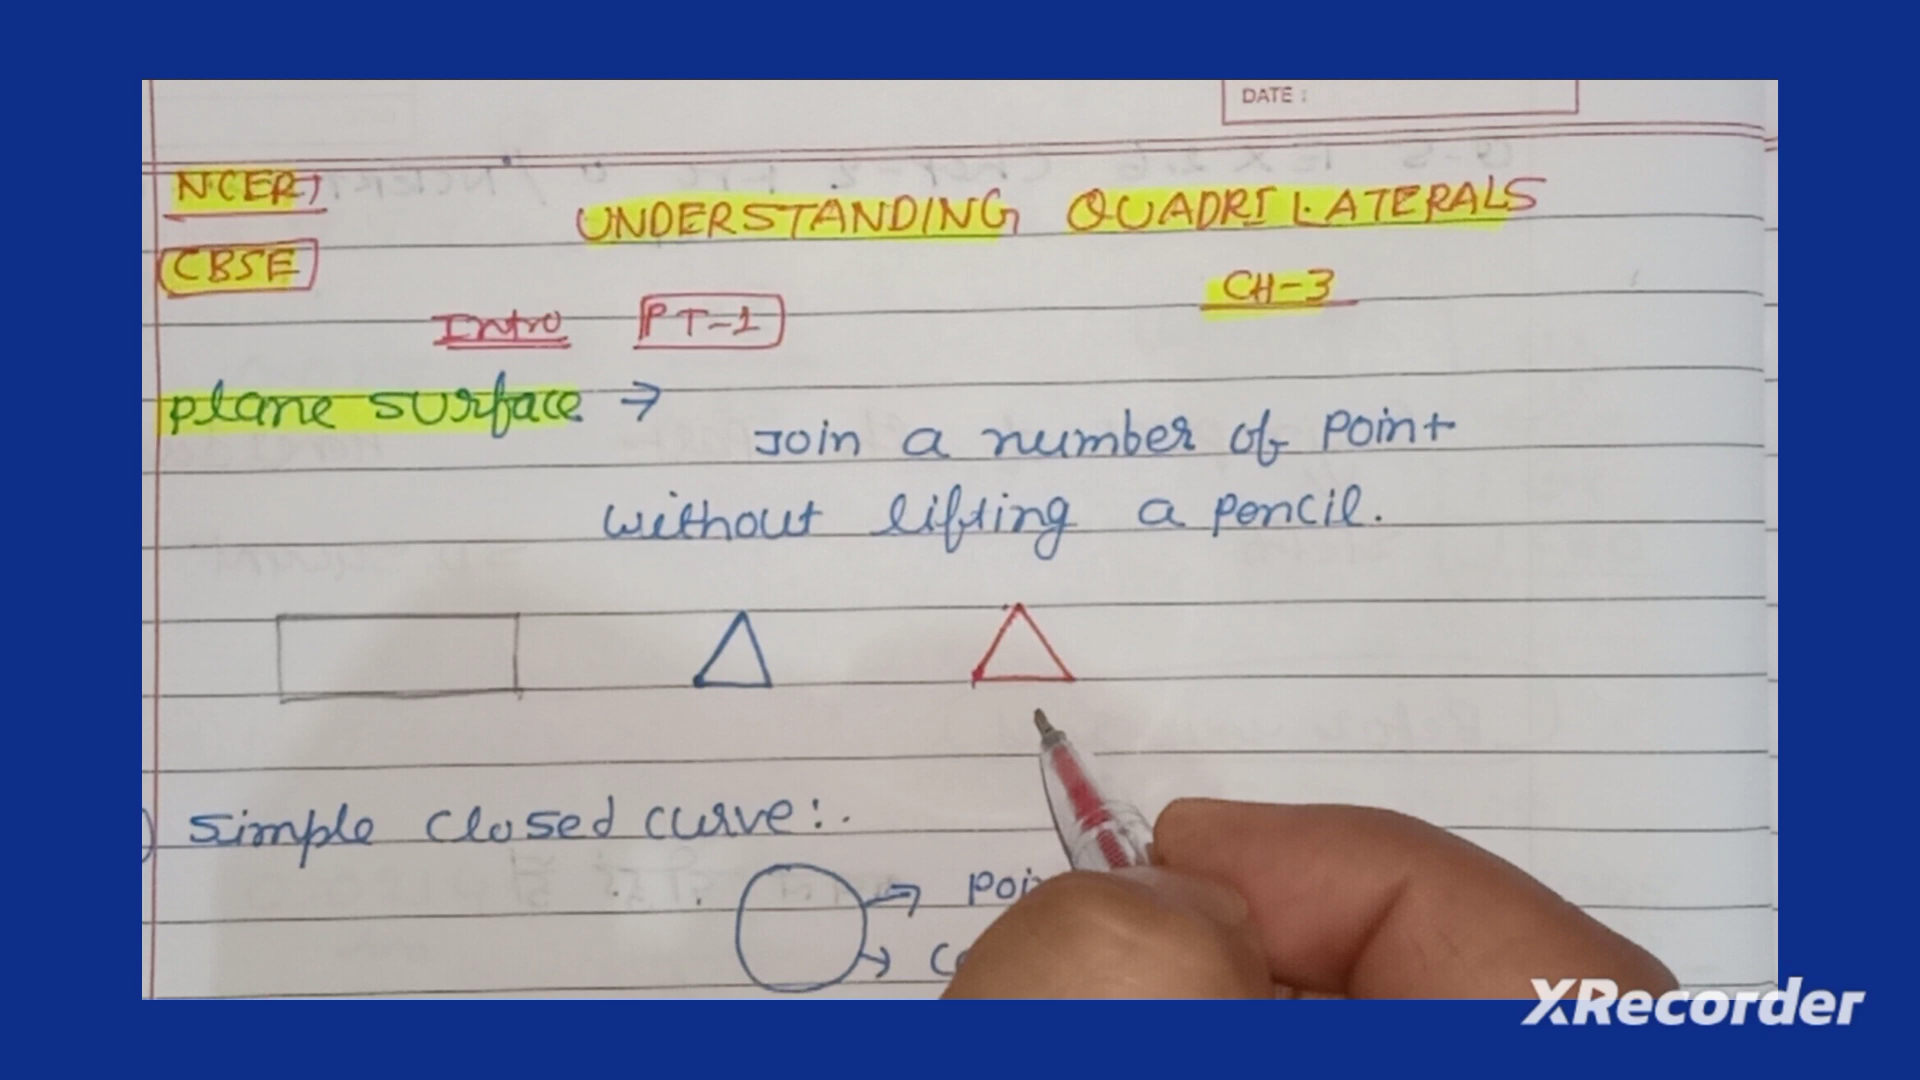 DATE :
NCERT
UNDERSTANDING QUADRILATERALS
CBSE
CH-3
Intro PT-1
plane surface →
Join a number of Point
without lifting a pencil.
Simple Closed curve:.
XRecorder